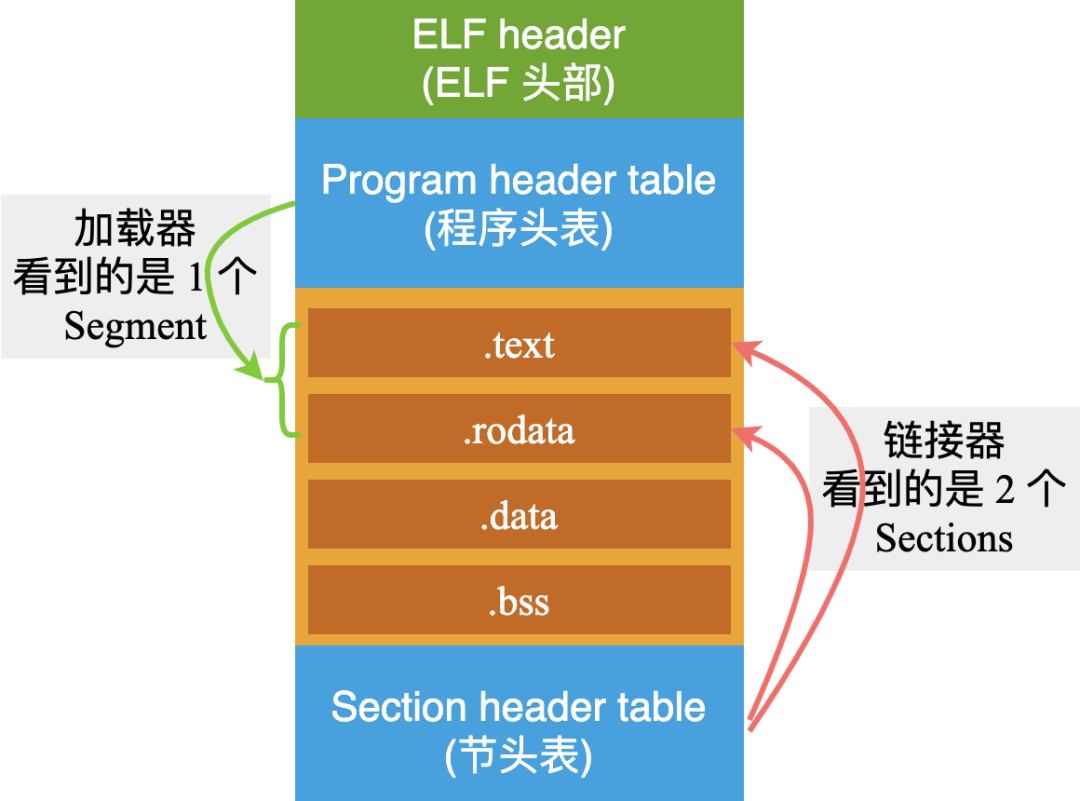 ELF header
(ELF 头部)
Program header table
(程序头表)
加载器
看到的是 1 个
Segment
.text
.rodata
.data
.bss
链接器
看到的是 2 个
Sections
Section header table
(节头表)